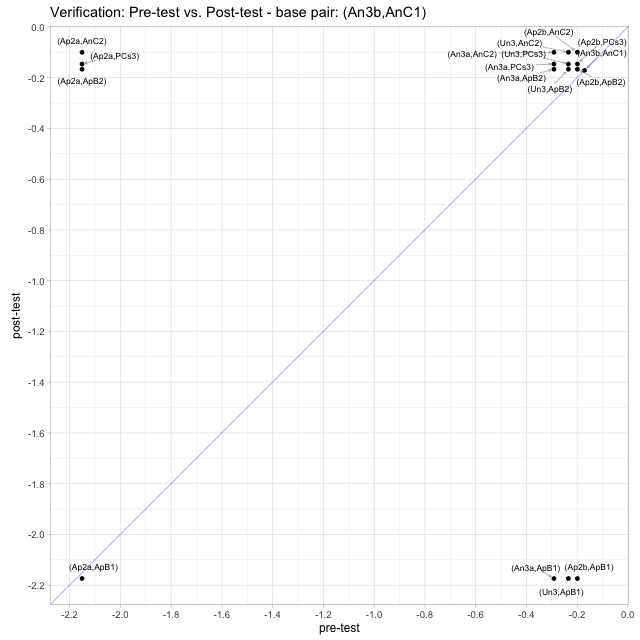 Verification: Pre-test vs. Post-test - base pair: (An3b,AnC1)
0.0
(Ap2b,AnC2)
(Ap2a,AnC2)
(Un3,AnC2)
(Ap2b,PCs3)
(Ap2a,PCs3)
(An3a,AnC2)
(Un3,PCs3)
(An3b,AnC1)
(An3a,PCs3)
-0.2
(An3a,ApB2)
(Ap2a,ApB2)
(Ap2b,ApB2)
(Un3,ApB2)
-0.4
-0.6
-0.8
-1.0
post-test
-1.2
-1.4
-1.6
-1.8
-2.0
(Ap2a,ApB1)
(An3a,ApB1)
(Ap2b,ApB1)
-2.2
(Un3,ApB1)
-2.2 -2.0 -1.8 -1.6 -1.4 -1.2 -1.0 -0.8 -0.6 -0.4 -0.2 0.0
pre-test